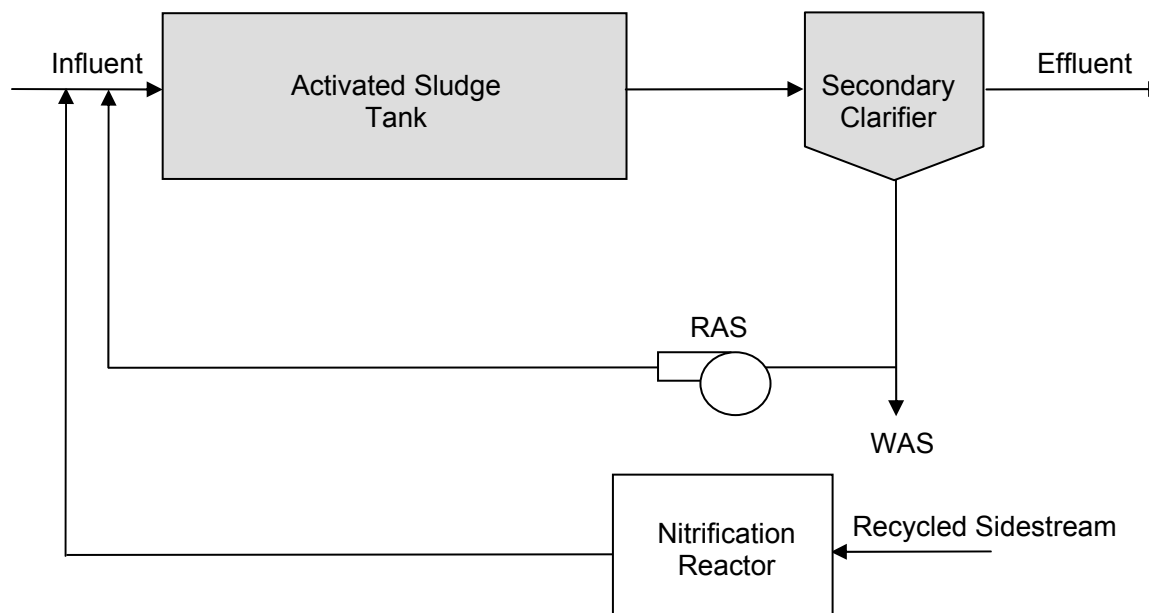 Influent
Activated Sludge
Tank
Secondary
Clarifier
Effluent
RAS
WAS
Nitrification
Reactor
Recycled Sidestream